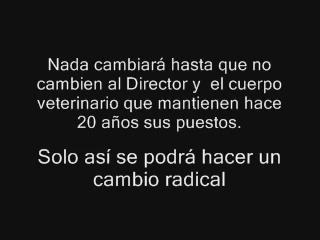 Nada cambiará hasta que no
cambien al Director y el cuerpo
veterinario que mantienen hace
20 años sus puestos.
Solo así se podrá hacer un
cambio radical